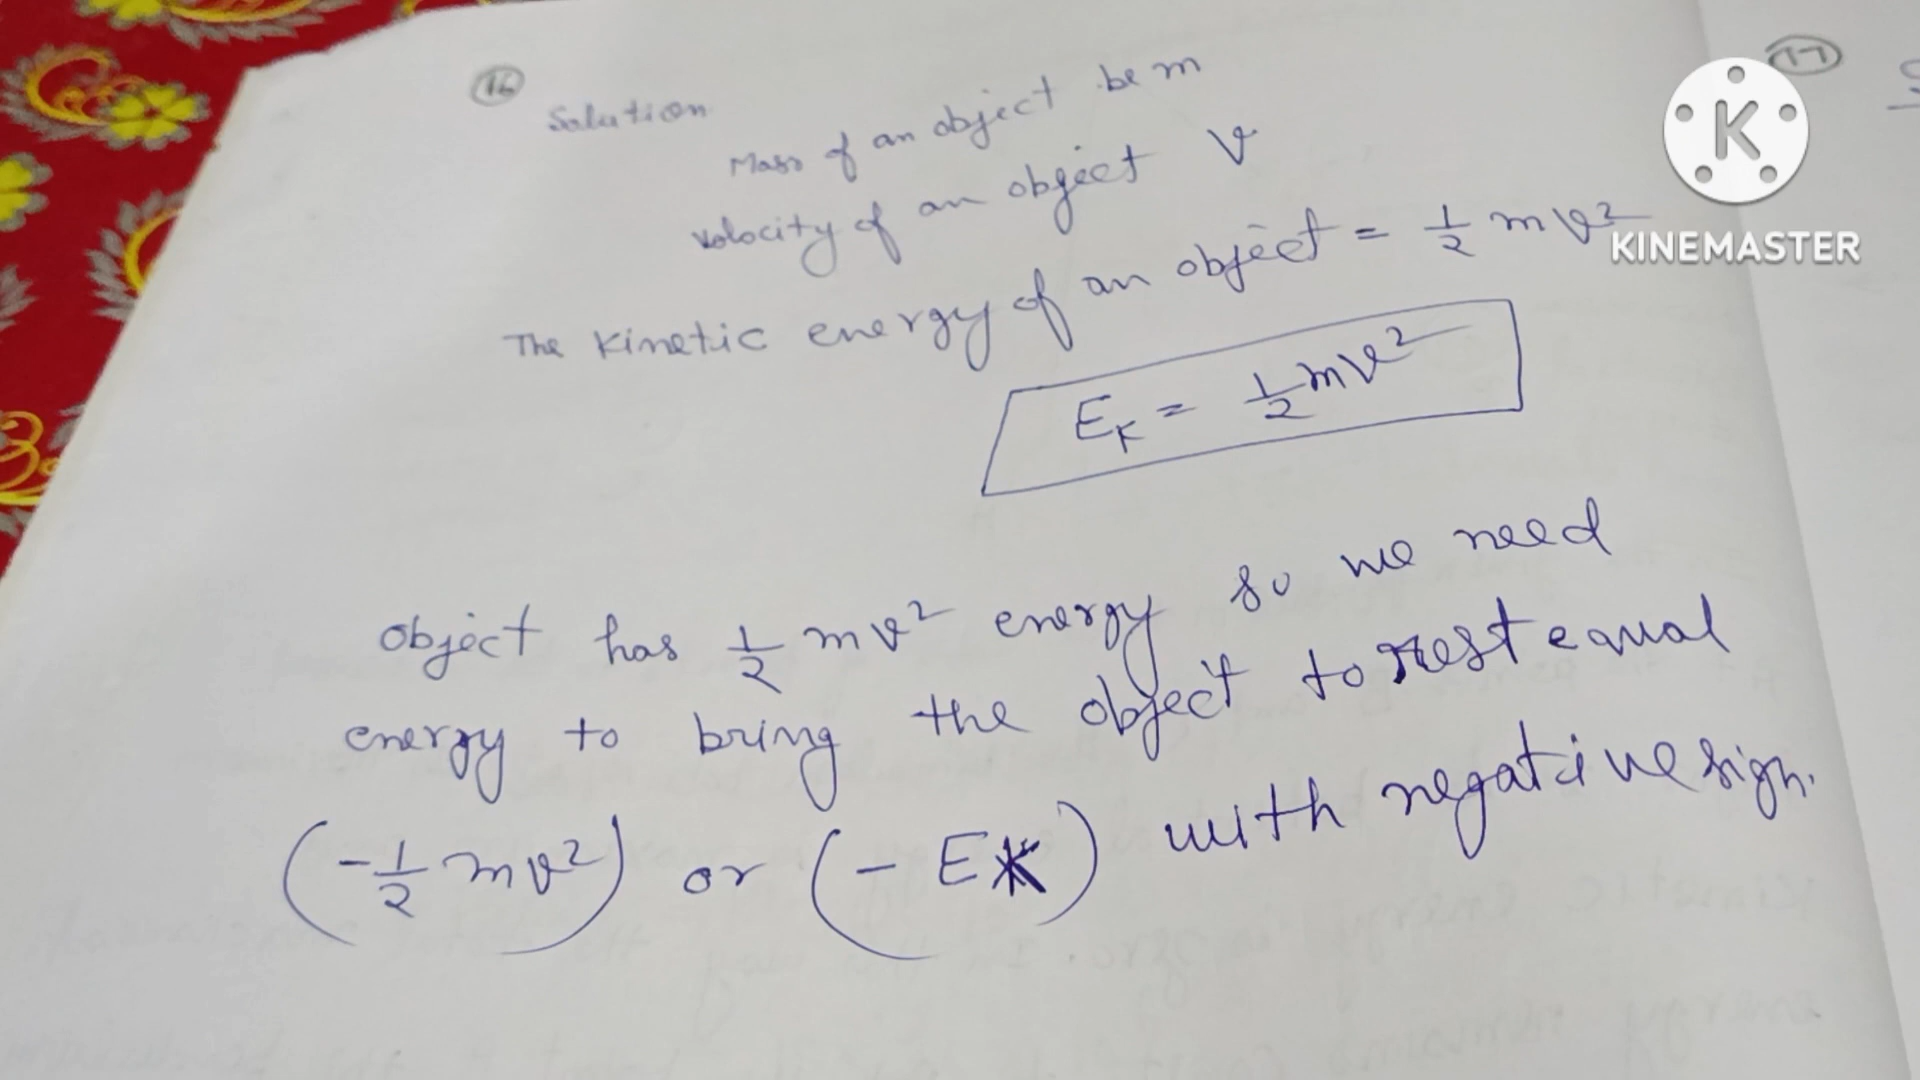 16
Solution
Mass of an object be m
Velocity of an object v
The Kinetic energy of an object = 1/2 mv²
E_K = 1/2 mv²
object has 1/2 mv² energy so we need
energy to bring the object to rest equal
(-1/2 mv²) or (- EK) with negative sign.
17
K
KINEMASTER